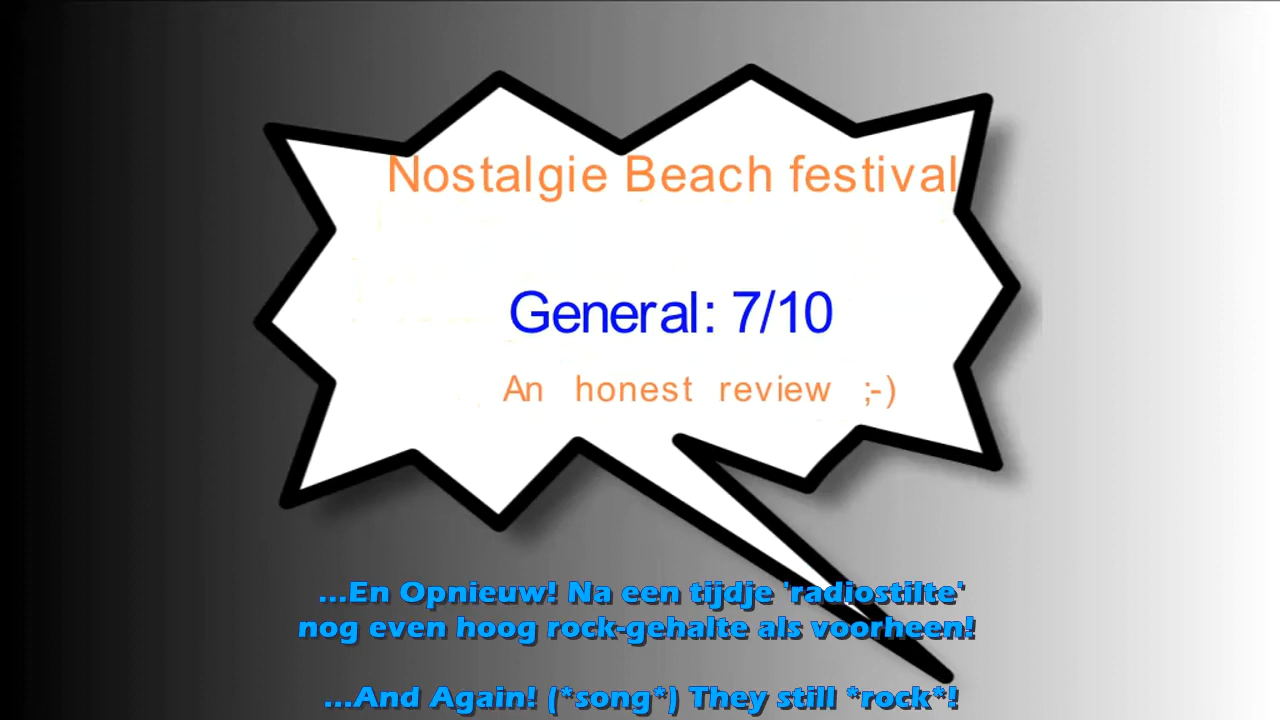 Nostalgie Beach festival
General: 7/10
An honest review ;-)
...En Opnieuw! Na een tijdje 'radiostilte'
nog even hoog rock-gehalte als voorheen!
...And Again! (*song*) They still *rock*!